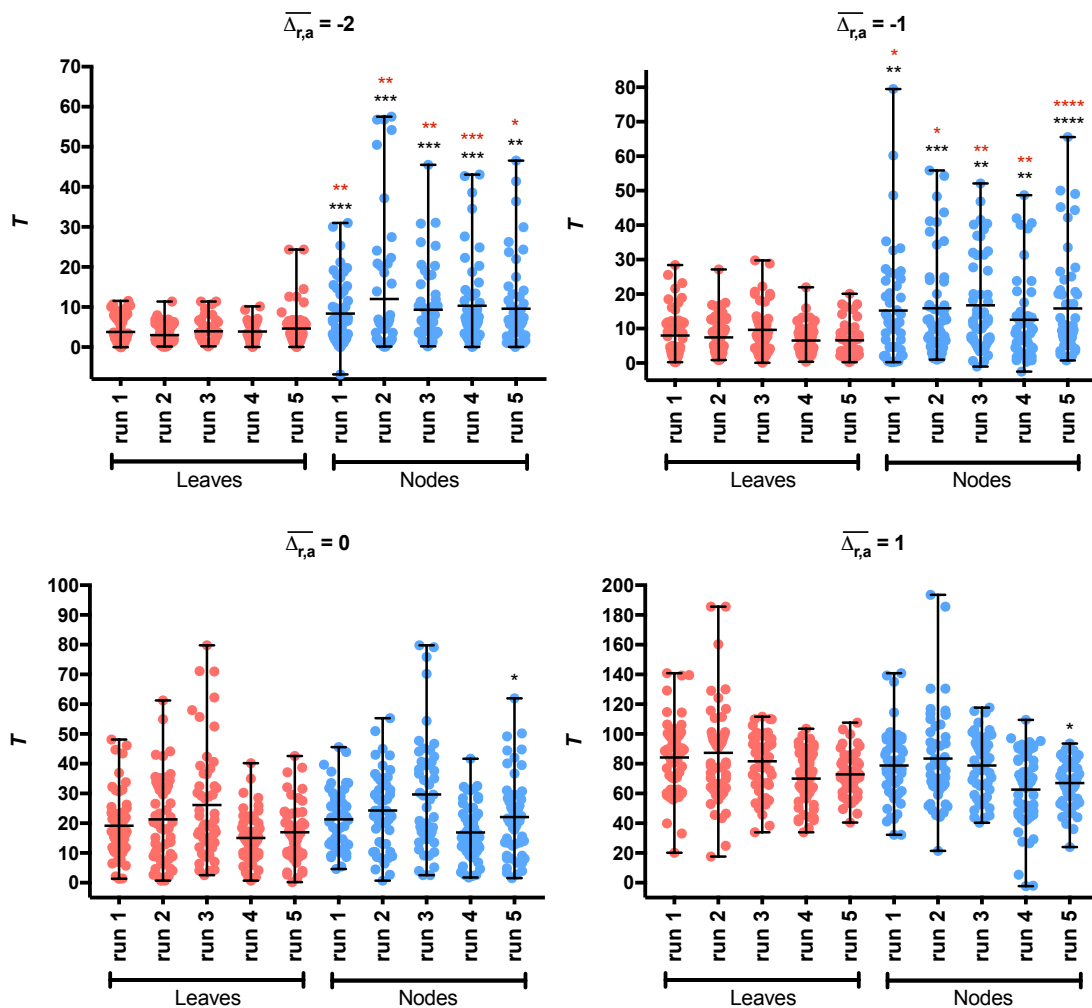 Δr,a = -2
T
70
60
50
40
30
20
10
0
** *** ** *** ** *** *** *** * **
run 1 run 2 run 3 run 4 run 5 run 1 run 2 run 3 run 4 run 5
Leaves Nodes
Δr,a = -1
T
80
70
60
50
40
30
20
10
0
* ** * *** ** ** ** ** **** ****
run 1 run 2 run 3 run 4 run 5 run 1 run 2 run 3 run 4 run 5
Leaves Nodes
Δr,a = 0
T
100
90
80
70
60
50
40
30
20
10
0
*
run 1 run 2 run 3 run 4 run 5 run 1 run 2 run 3 run 4 run 5
Leaves Nodes
Δr,a = 1
T
200
180
160
140
120
100
80
60
40
20
0
*
run 1 run 2 run 3 run 4 run 5 run 1 run 2 run 3 run 4 run 5
Leaves Nodes